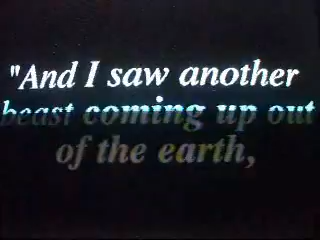 "And I saw another
beast coming up out
of the earth,